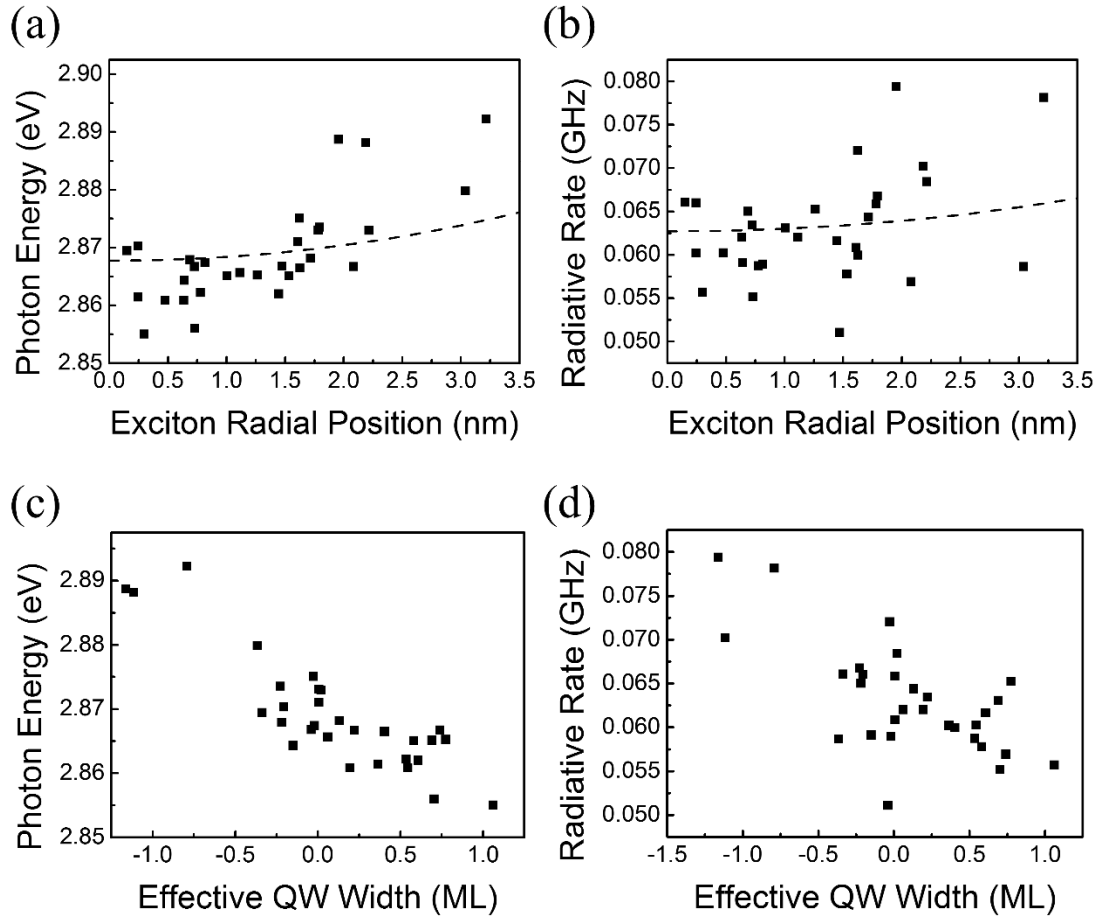 (a)
Photon Energy (eV)
2.90
2.89
2.88
2.87
2.86
2.85
0.0 0.5 1.0 1.5 2.0 2.5 3.0 3.5
Exciton Radial Position (nm)
(b)
Radiative Rate (GHz)
0.080
0.075
0.070
0.065
0.060
0.055
0.050
0.0 0.5 1.0 1.5 2.0 2.5 3.0 3.5
Exciton Radial Position (nm)
(c)
Photon Energy (eV)
2.89
2.88
2.87
2.86
2.85
-1.0 -0.5 0.0 0.5 1.0
Effective QW Width (ML)
(d)
Radiative Rate (GHz)
0.080
0.075
0.070
0.065
0.060
0.055
0.050
-1.5 -1.0 -0.5 0.0 0.5 1.0
Effective QW Width (ML)